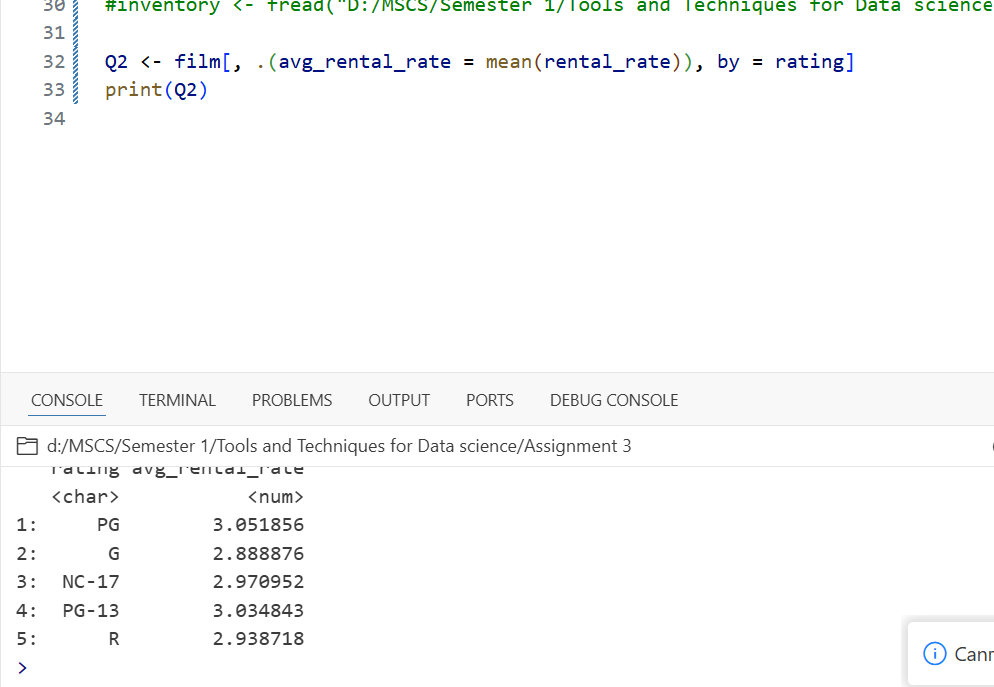 30 #inventory <- fread("D:/MSCS/Semester 1/Tools and Techniques for Data science
31
32 Q2 <- film[, .(avg_rental_rate = mean(rental_rate)), by = rating]
33 print(Q2)
34
CONSOLE TERMINAL PROBLEMS OUTPUT PORTS DEBUG CONSOLE
d:/MSCS/Semester 1/Tools and Techniques for Data science/Assignment 3
rating avg_rental_rate
<char> <num>
1: PG 3.051856
2: G 2.888876
3: NC-17 2.970952
4: PG-13 3.034843
5: R 2.938718
>